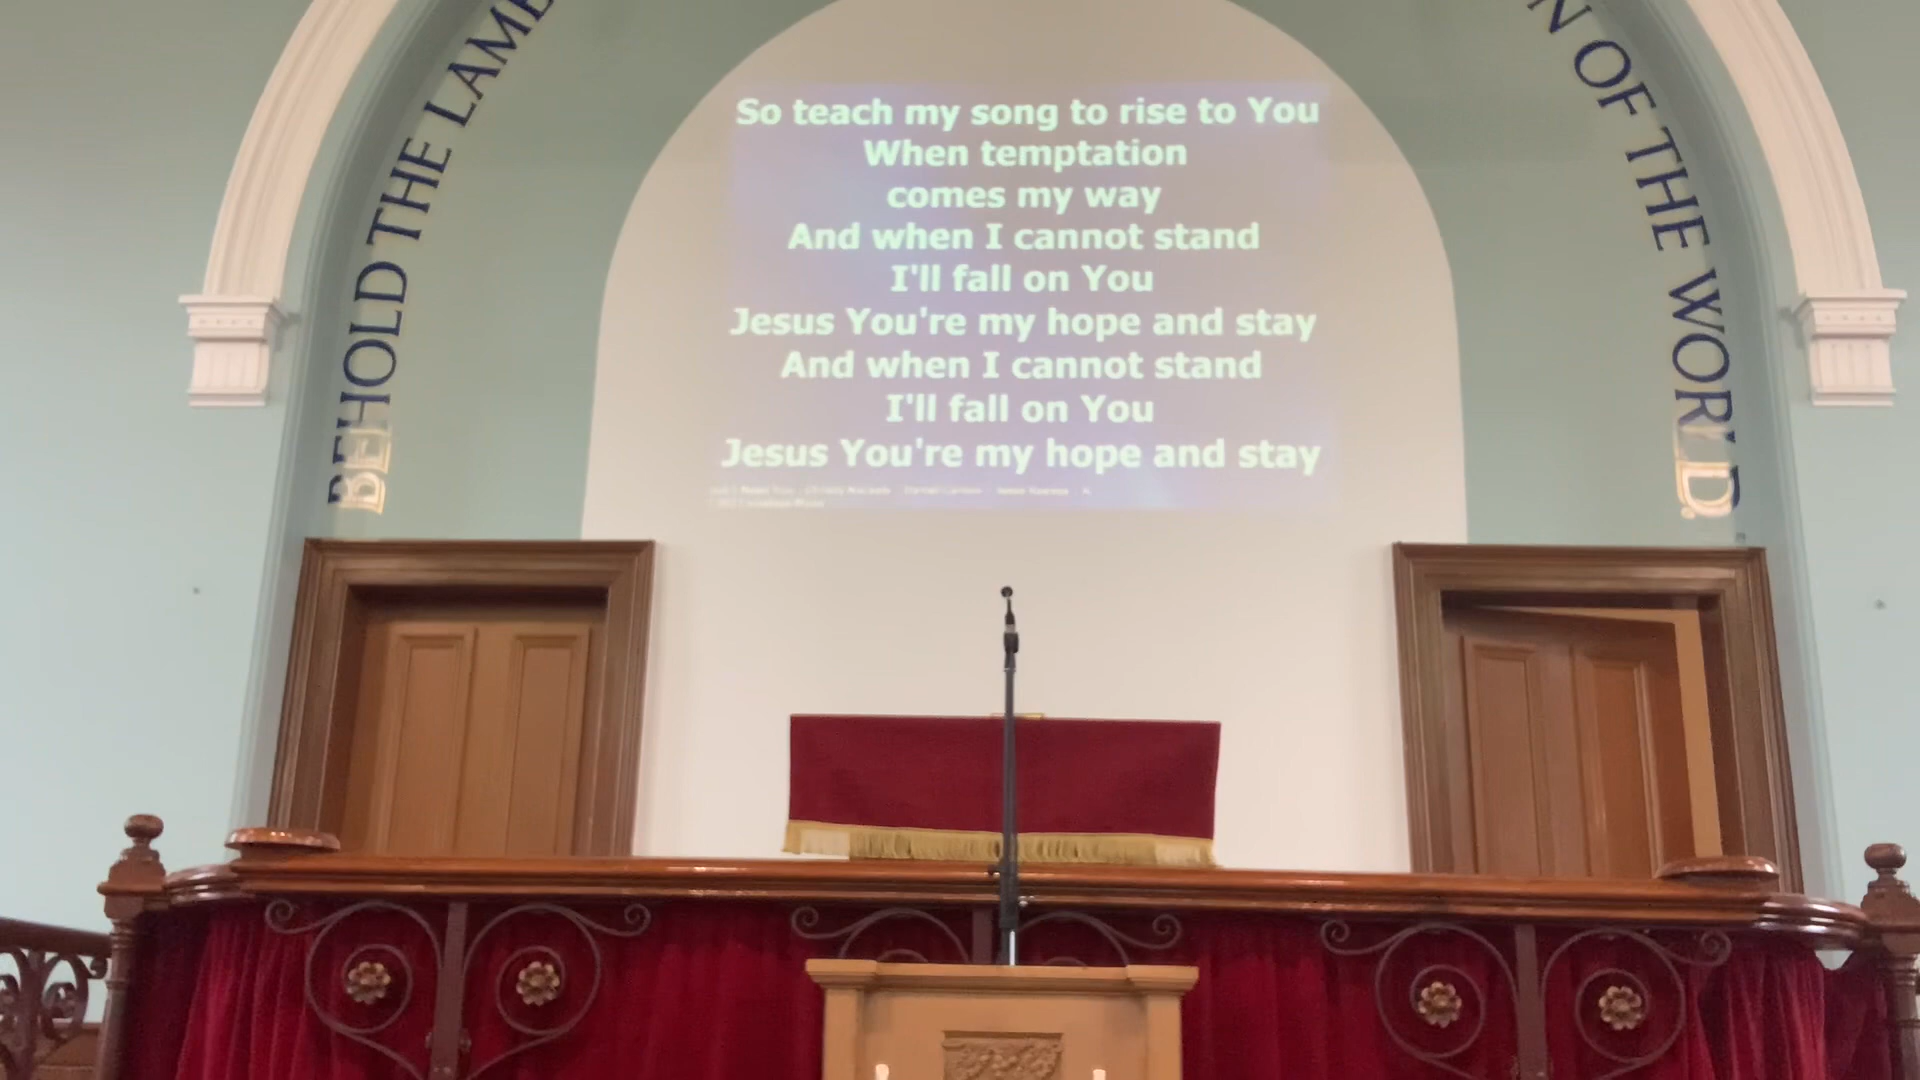 BEHOLD THE LAMB
N OF THE WORLD.
So teach my song to rise to You
When temptation
comes my way
And when I cannot stand
I'll fall on You
Jesus You're my hope and stay
And when I cannot stand
I'll fall on You
Jesus You're my hope and stay